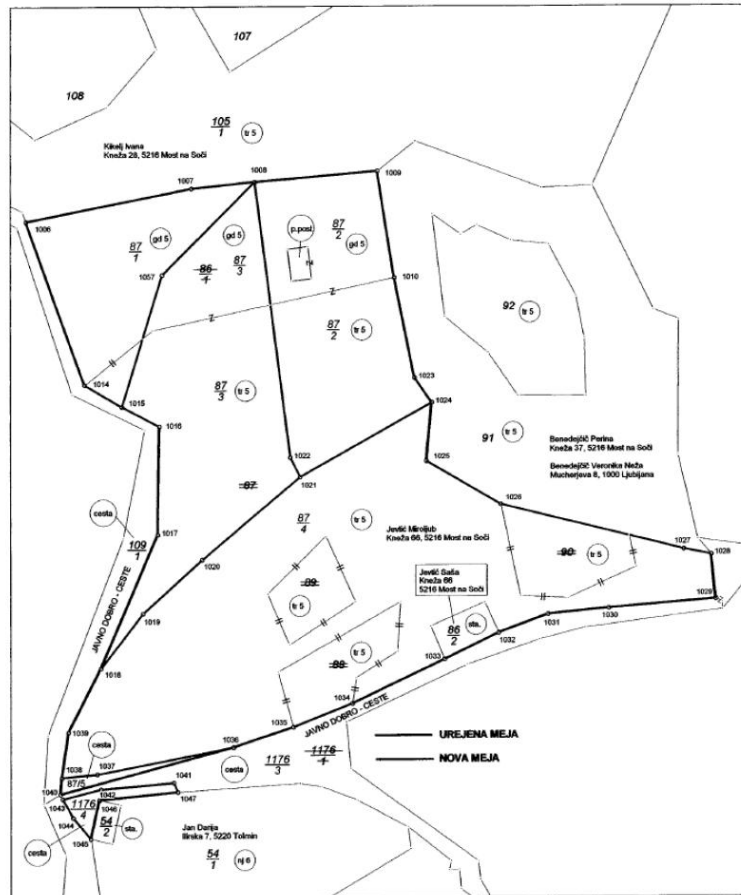 107
108
105
1
tr 5
Kikelj Ivana
Kneža 28, 5216 Most na Soči
1006
1007
1008
1009
87
1
gd 5
gd 5
86
1
87
3
p.post
87
2
gd 5
1057
1010
z
z
92
tr 5
87
2
tr 5
1014
1015
1016
87
3
tr 5
1023
1024
1022
1021
1025
91
tr 5
Benedejčič Perina
Kneža 37, 5216 Most na Soči
Benedejčič Veronika Neža
Mucherjeva 8, 1000 Ljubljana
87
cesta
109
1
1017
87
4
tr 5
Jevtić Miroljub
Kneža 66, 5216 Most na Soči
1026
1027
1028
90
tr 5
1020
1019
1018
JAVNO DOBRO - CESTE
89
tr 5
Jevtić Saša
Kneža 66
5216 Most na Soči
86
2
sta.
1029
1030
1031
1032
1033
1034
88
tr 5
1035
1036
JAVNO DOBRO - CESTE
1039
cesta
1038
1037
87/5
1040
1043
1042
1041
1047
cesta
1176
3
1176
1
UREJENA MEJA
NOVA MEJA
1176
4
1044
1046
1045
54
2
sta.
cesta
Jan Darija
Ilirska 7, 5220 Tolmin
54
1
nj 6